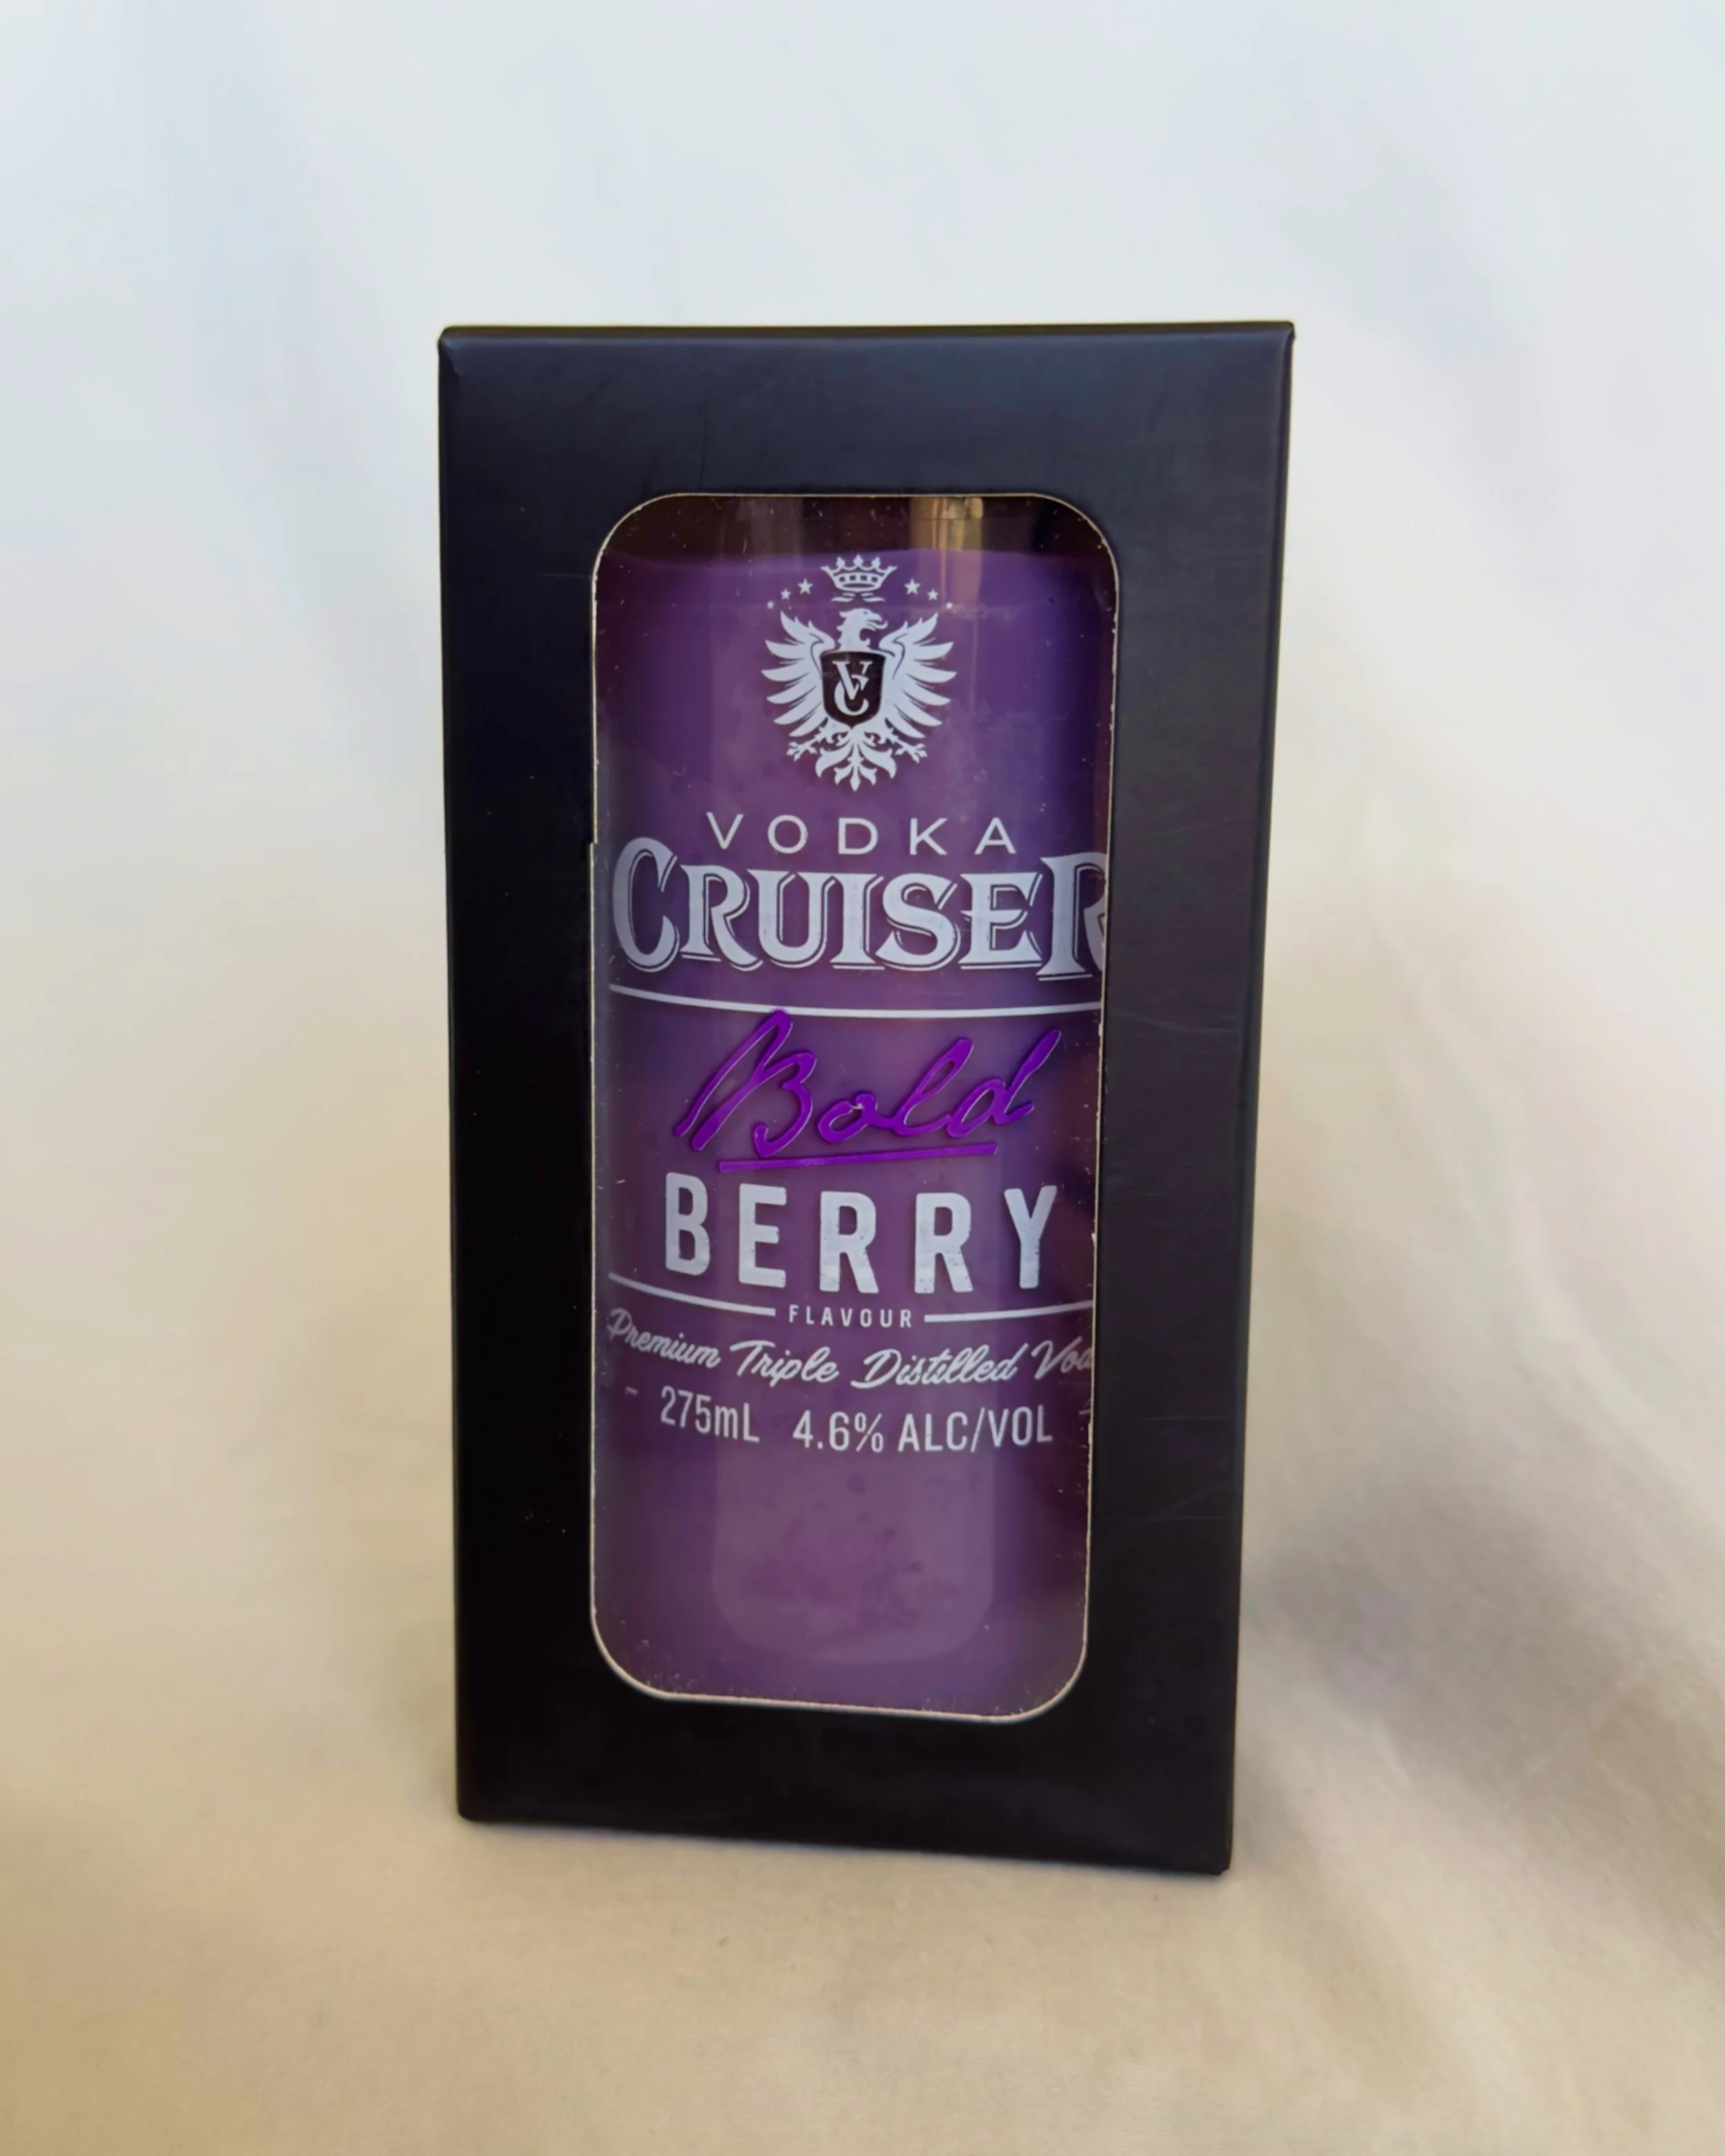 VC
VODKA
CRUISER
Bold
BERRY
FLAVOUR
Premium Triple Distilled
275mL 4.6% ALC/VOL